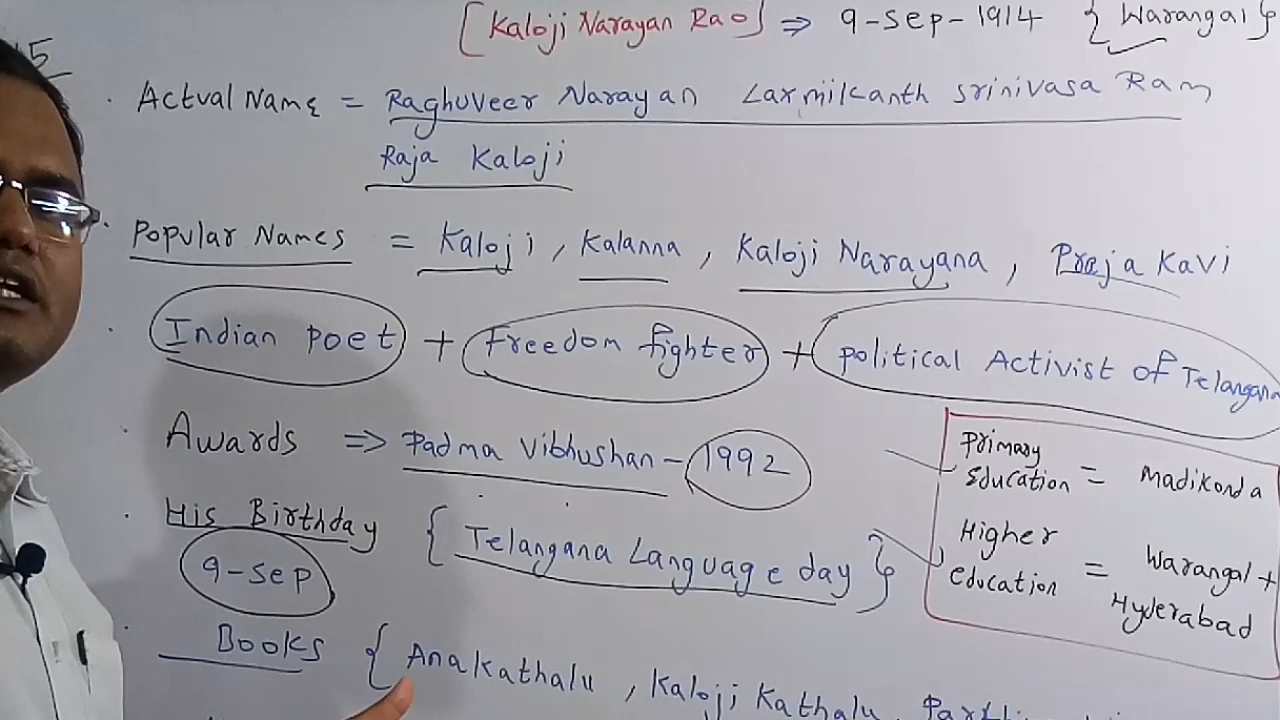 [Kaloji Narayan Rao] ⇒ 9-Sep-1914 {Warangal}
5
. Actual Name = Raghuveer Narayan Laxmikanth Srinivasa Ram
Raja Kaloji
. Popular Names = Kaloji, Kalanna, Kaloji Narayana, Praja Kavi
. Indian Poet + Freedom fighter + political Activist of Telangana
. Awards ⇒ Padma Vibhushan - 1992
Primary Education = Madikonda
. His Birthday {Telangana Language day}
9-Sep
Higher education = Warangal + Hyderabad
. Books {Anakathalu, Kaloji Kathalu,